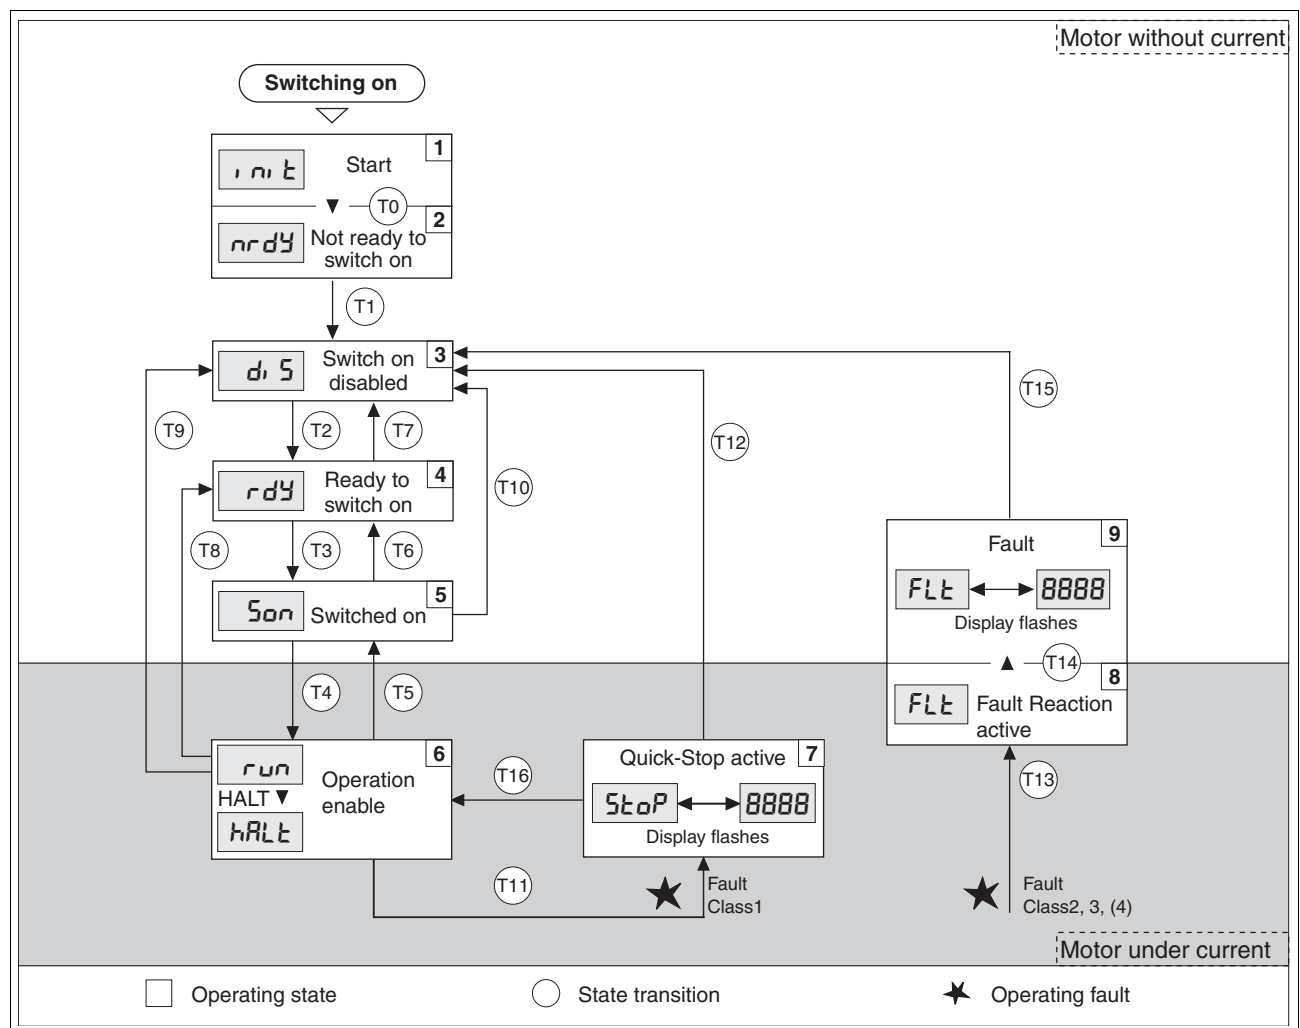 Motor without current
Switching on
1
init
Start
T0
2
nrdY
Not ready to
switch on
T1
diS
Switch on
disabled
3
T15
T9
T2
T7
T12
rdY
Ready to
switch on
4
T10
T8
T3
T6
9
Fault
Son
Switched on
5
FLt
8888
Display flashes
T14
T4
T5
8
FLt
Fault Reaction
active
6
run
HALT
hALt
Operation
enable
T16
Quick-Stop active
7
StoP
8888
Display flashes
T13
T11
Fault
Class1
Fault
Class2, 3, (4)
Motor under current
Operating state
State transition
Operating fault